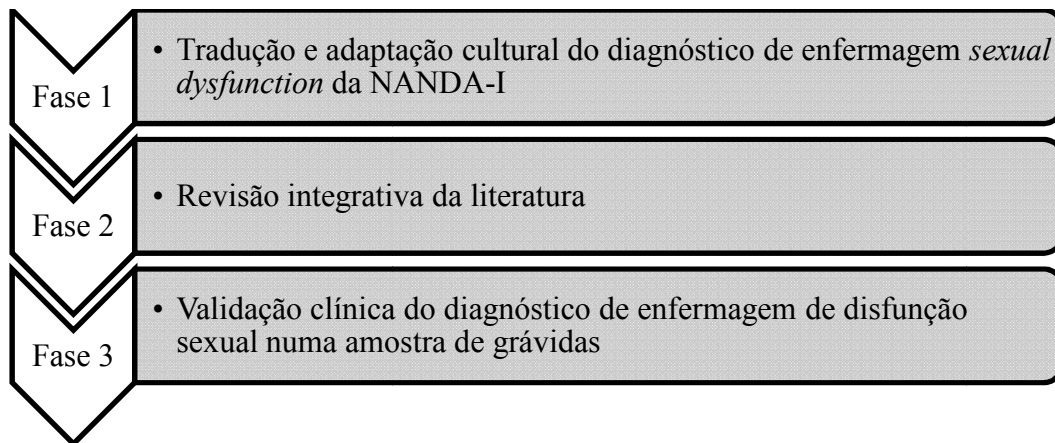 Fase 1
• Tradução e adaptação cultural do diagnóstico de enfermagem sexual
dysfunction da NANDA-I
Fase 2
• Revisão integrativa da literatura
Fase 3
• Validação clínica do diagnóstico de enfermagem de disfunção
sexual numa amostra de grávidas